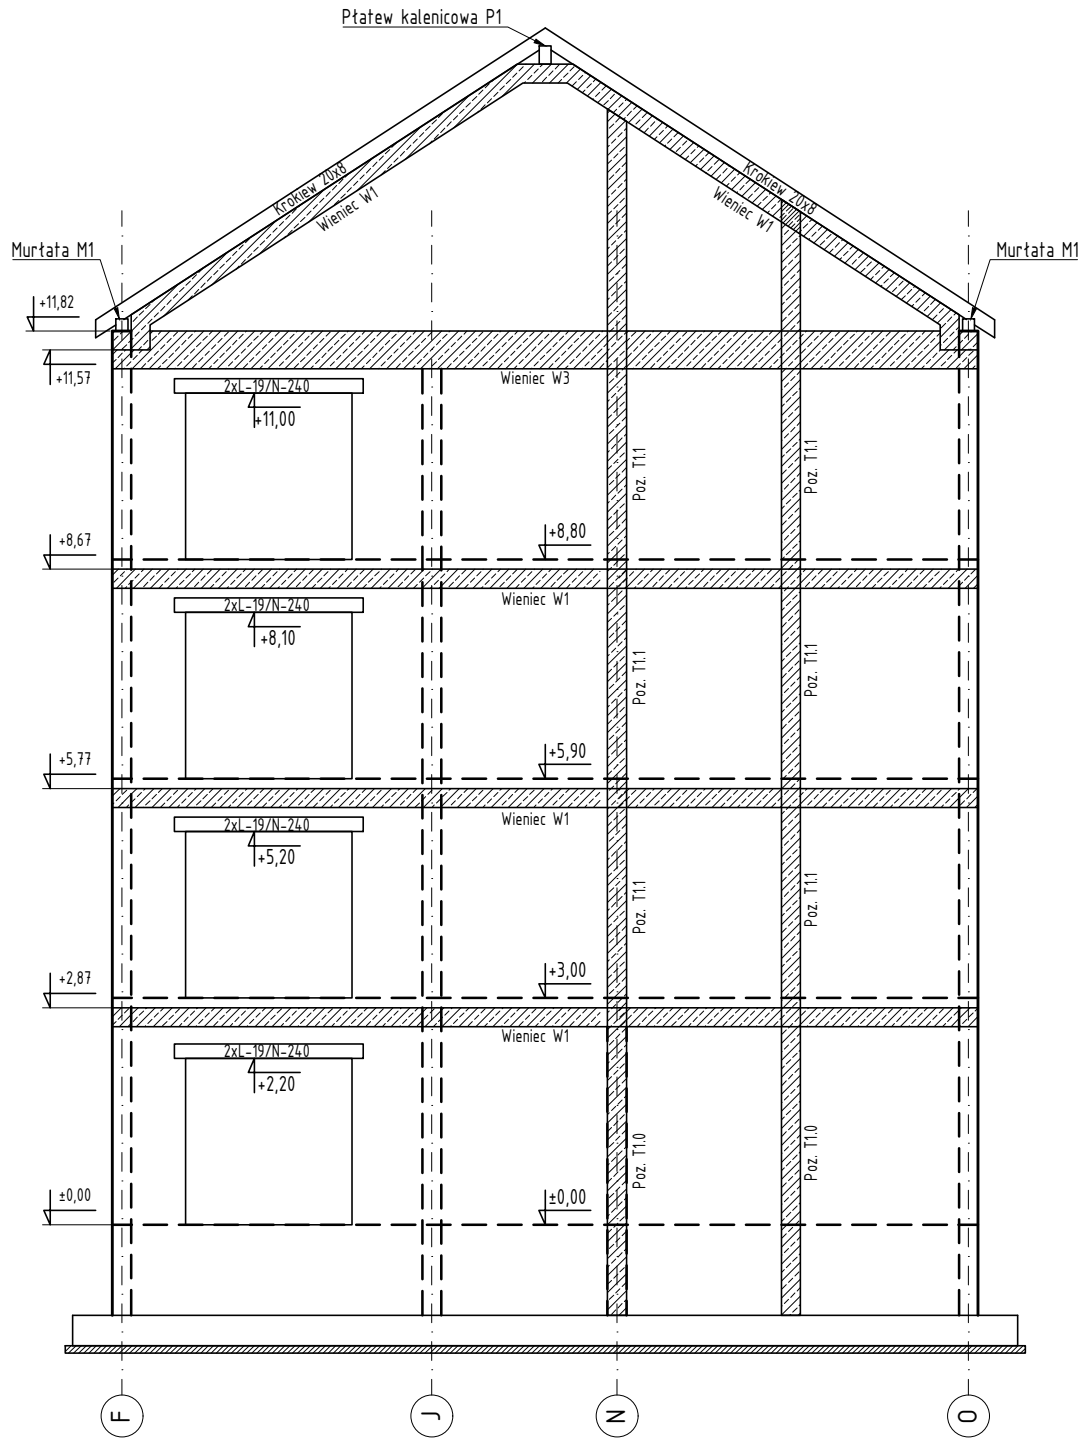 Płatew kalenicowa P1
Krokiew 20x8
Wieniec W1
Krokiew 20x8
Wieniec W1
Murłata M1
Murłata M1
+11,82
+11,57
Wieniec W3
2xL-19/N-240
+11,00
Poz. T1.1
Poz. T1.1
+8,67
+8,80
Wieniec W1
2xL-19/N-240
+8,10
Poz. T1.1
Poz. T1.1
+5,77
+5,90
Wieniec W1
2xL-19/N-240
+5,20
Poz. T1.1
Poz. T1.1
+2,87
+3,00
Wieniec W1
2xL-19/N-240
+2,20
Poz. T1.0
Poz. T1.0
±0,00
±0,00
F
J
N
O